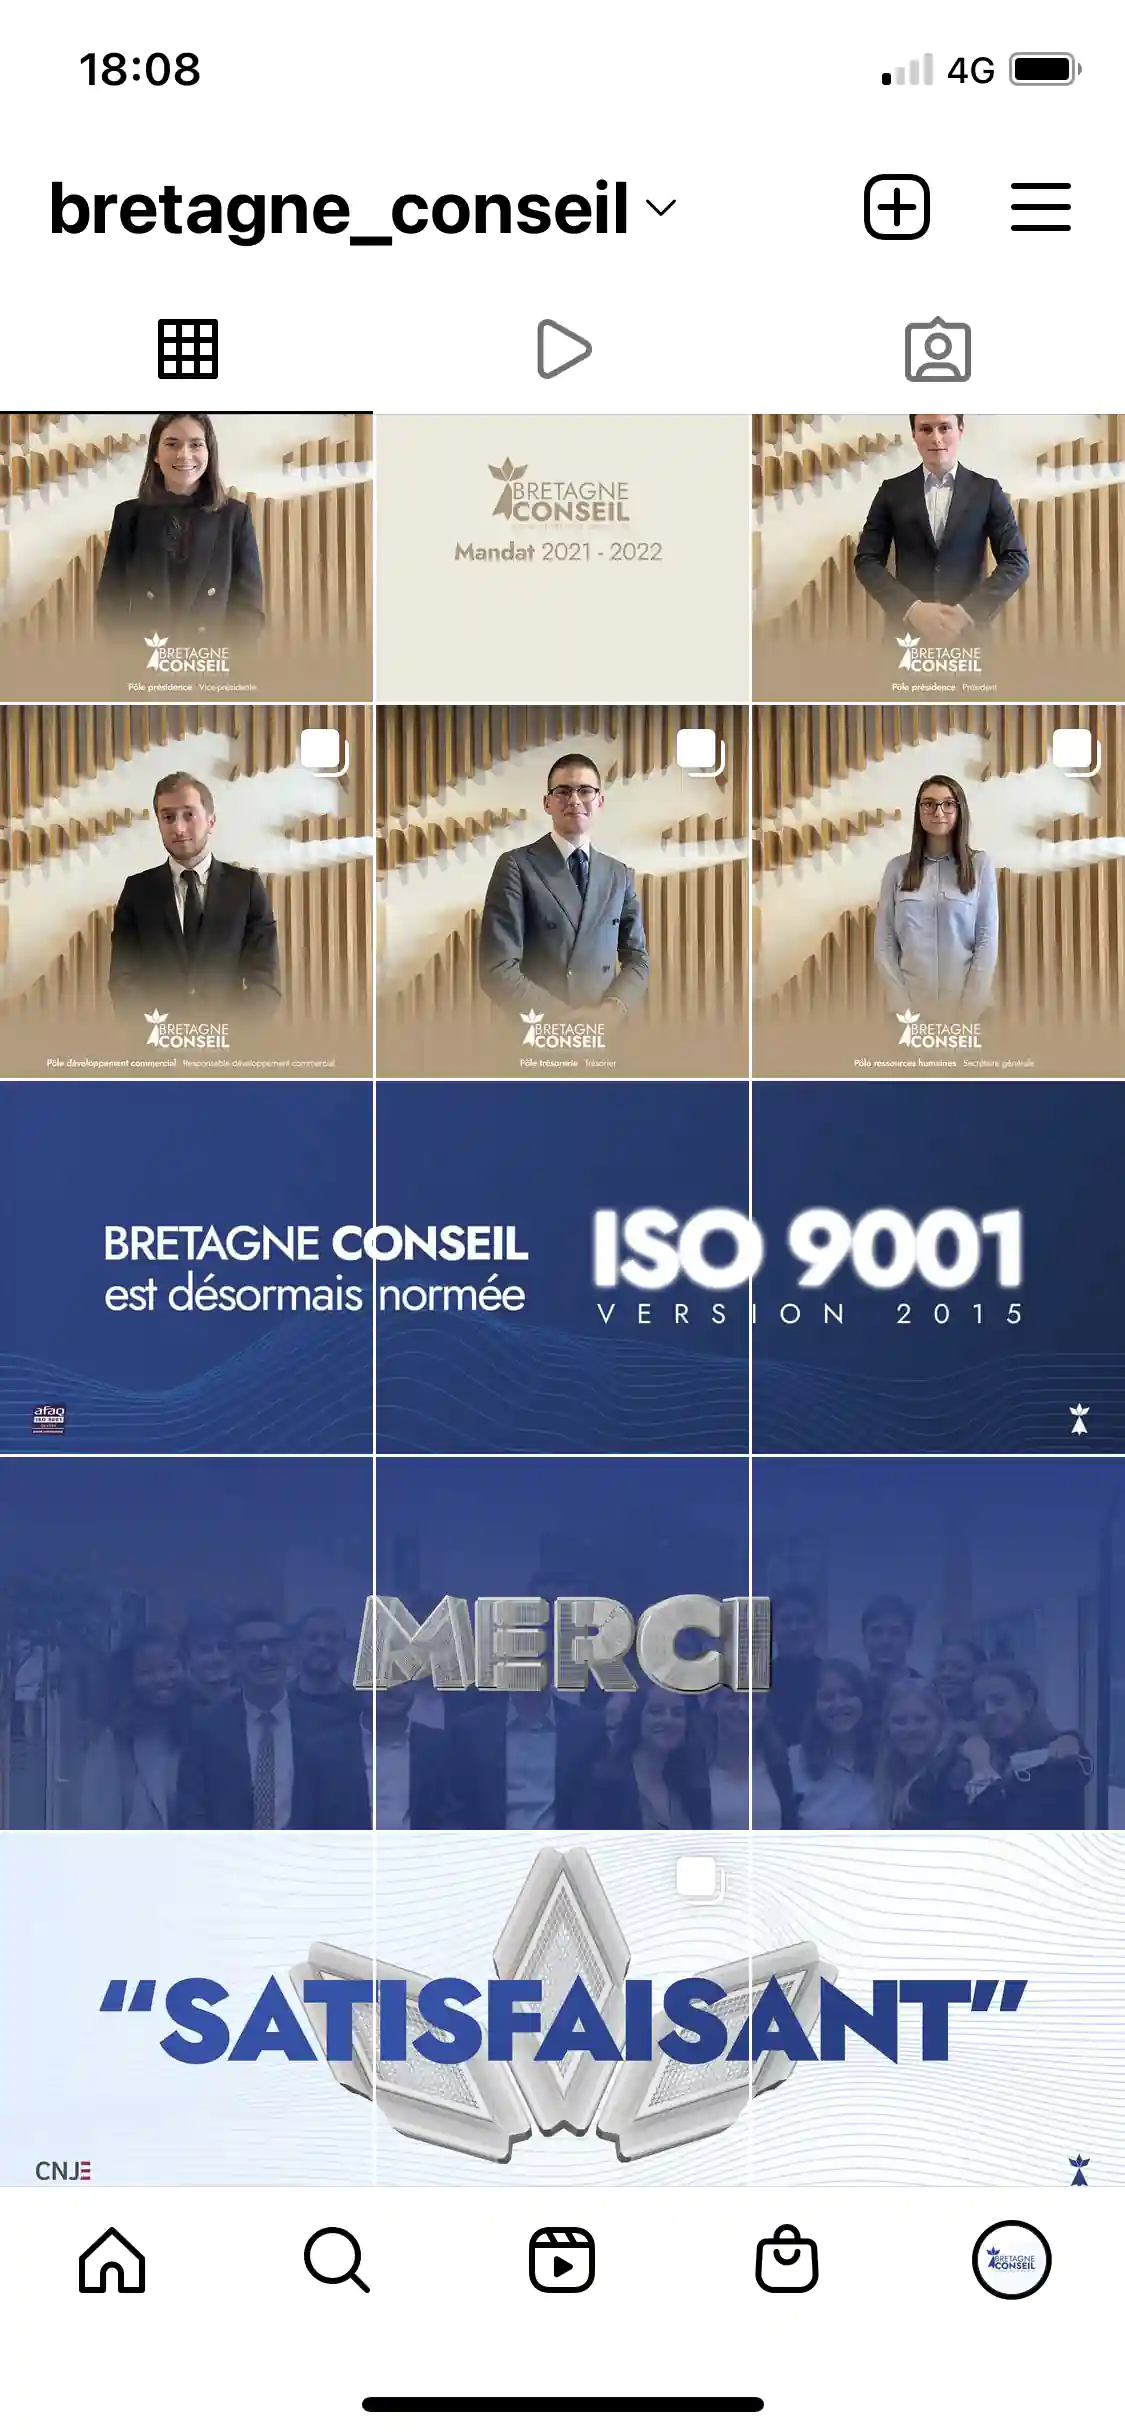 18:08
4G
bretagne_conseil
BRETAGNE
CONSEIL
Pôle présidence Vice-présidente
BRETAGNE
CONSEIL
Mandat 2021 - 2022
BRETAGNE
CONSEIL
Pôle présidence Président
BRETAGNE
CONSEIL
Pôle développement commercial Responsable développement commercial
BRETAGNE
CONSEIL
Pôle trésorerie Trésorier
BRETAGNE
CONSEIL
Pôle ressources humaines Secrétaire générale
BRETAGNE CONSEIL
est désormais normée
ISO 9001
VERSION 2015
afaq
ISO 9001
MERCI
“SATISFAISANT”
CNJE
BRETAGNE
CONSEIL